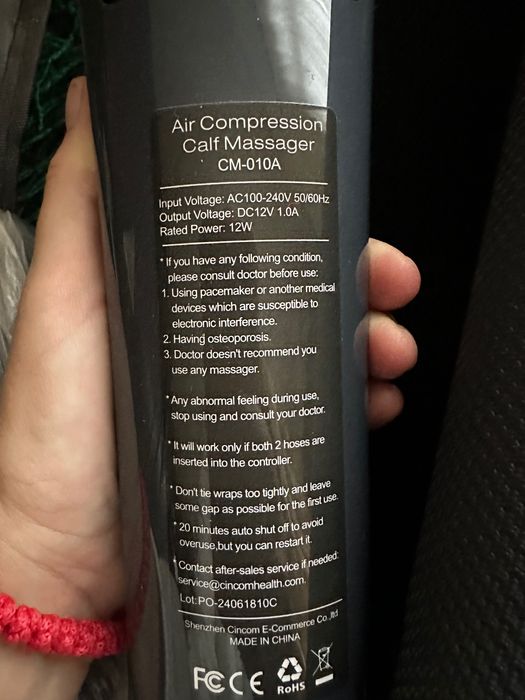 Air Compression
Calf Massager
CM-010A
Input Voltage: AC100-240V 50/60Hz
Output Voltage: DC12V 1.0A
Rated Power: 12W
* If you have any following condition,
please consult doctor before use:
1. Using pacemaker or another medical
devices which are susceptible to
electronic interference.
2. Having osteoporosis.
3. Doctor doesn't recommend you
use any massager.
* Any abnormal feeling during use,
stop using and consult your doctor.
* It will work only if both 2 hoses are
inserted into the controller.
* Don't tie wraps too tightly and leave
some gap as possible for the first use.
* 20 minutes auto shut off to avoid
overuse,but you can restart it.
* Contact after-sales service if needed:
service@cincomhealth.com.
Lot:PO-24061810C
Shenzhen Cincom E-Commerce Co.,ltd
MADE IN CHINA
FC CE RoHS